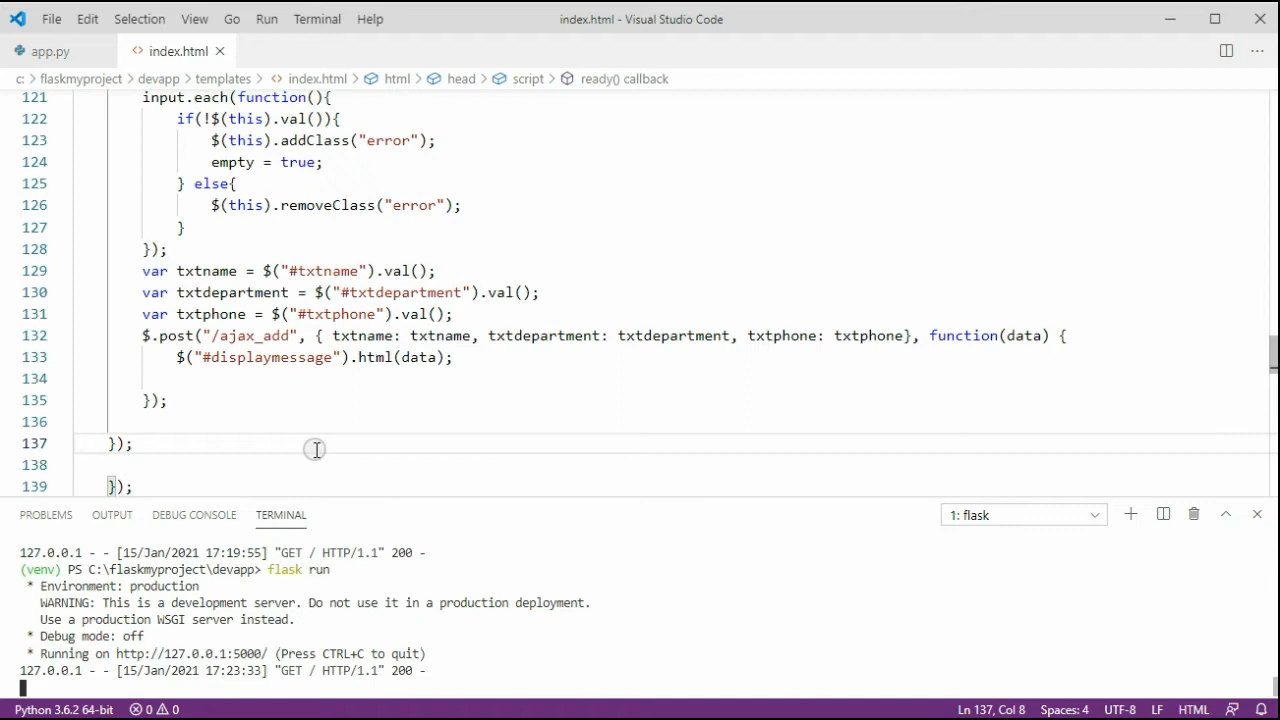 File Edit Selection View Go Run Terminal Help index.html - Visual Studio Code
app.py index.html
c: > flaskmyproject > devapp > templates > index.html > html > head > script > ready() callback
121 input.each(function(){
122 if(!$(this).val()){
123 $(this).addClass("error");
124 empty = true;
125 } else{
126 $(this).removeClass("error");
127 }
128 });
129 var txtname = $("#txtname").val();
130 var txtdepartment = $("#txtdepartment").val();
131 var txtphone = $("#txtphone").val();
132 $.post("/ajax_add", { txtname: txtname, txtdepartment: txtdepartment, txtphone: txtphone}, function(data) {
133 $("#displaymessage").html(data);
134
135 });
136
137 });
138
139 });
PROBLEMS OUTPUT DEBUG CONSOLE TERMINAL 1: flask
127.0.0.1 - - [15/Jan/2021 17:19:55] "GET / HTTP/1.1" 200 -
(venv) PS C:\flaskmyproject\devapp> flask run
* Environment: production
WARNING: This is a development server. Do not use it in a production deployment.
Use a production WSGI server instead.
* Debug mode: off
* Running on http://127.0.0.1:5000/ (Press CTRL+C to quit)
127.0.0.1 - - [15/Jan/2021 17:23:33] "GET / HTTP/1.1" 200 -
Python 3.6.2 64-bit 0 0 Ln 137, Col 8 Spaces: 4 UTF-8 LF HTML